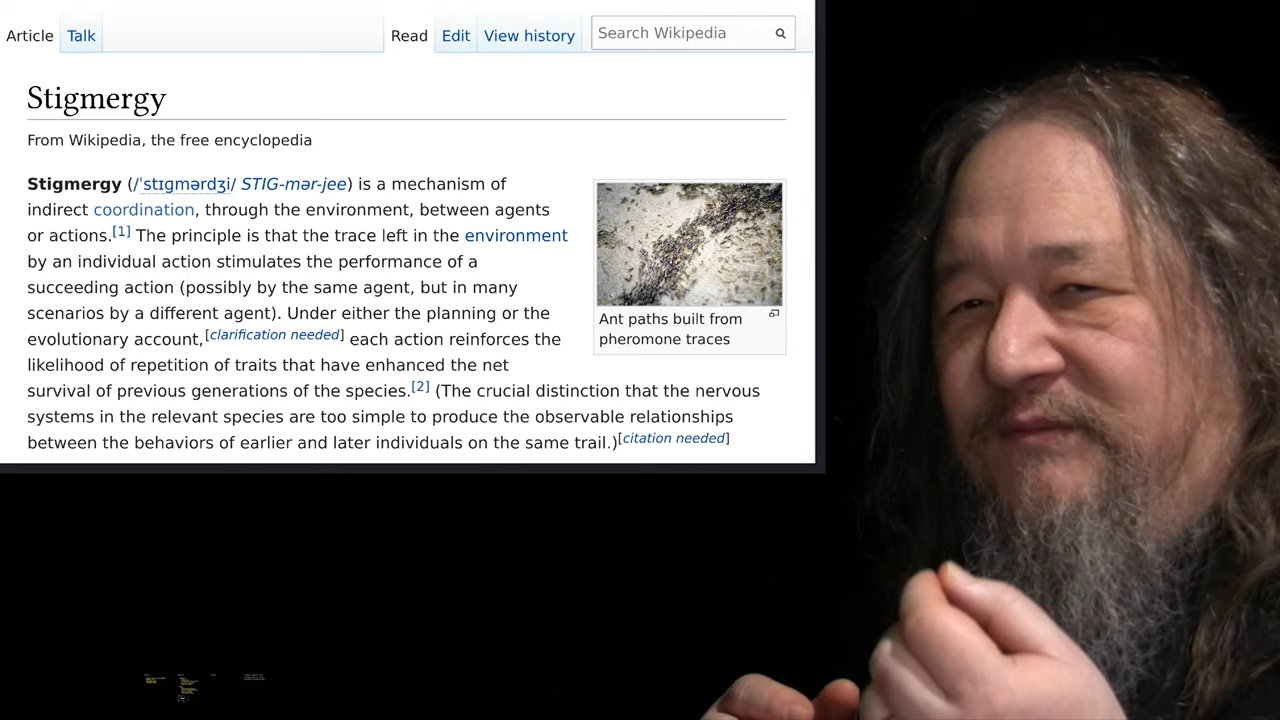 Article Talk Read Edit View history Search Wikipedia
Stigmergy
From Wikipedia, the free encyclopedia
Stigmergy (/ˈstɪɡmərdʒi/ STIG-mər-jee) is a mechanism of
indirect coordination, through the environment, between agents
or actions.[1] The principle is that the trace left in the environment
by an individual action stimulates the performance of a
succeeding action (possibly by the same agent, but in many
scenarios by a different agent). Under either the planning or the
evolutionary account,[clarification needed] each action reinforces the
likelihood of repetition of traits that have enhanced the net
survival of previous generations of the species.[2] (The crucial distinction that the nervous
systems in the relevant species are too simple to produce the observable relationships
between the behaviors of earlier and later individuals on the same trail.)[citation needed]
Ant paths built from
pheromone traces